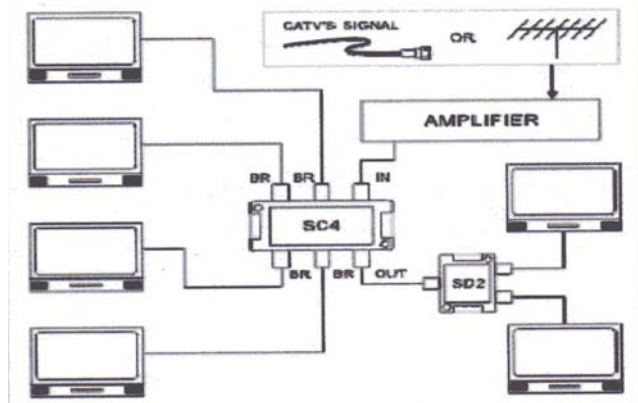 CATV'S SIGNAL OR
AMPLIFIER
BR BR IN
SC4
BR BR OUT
SD2